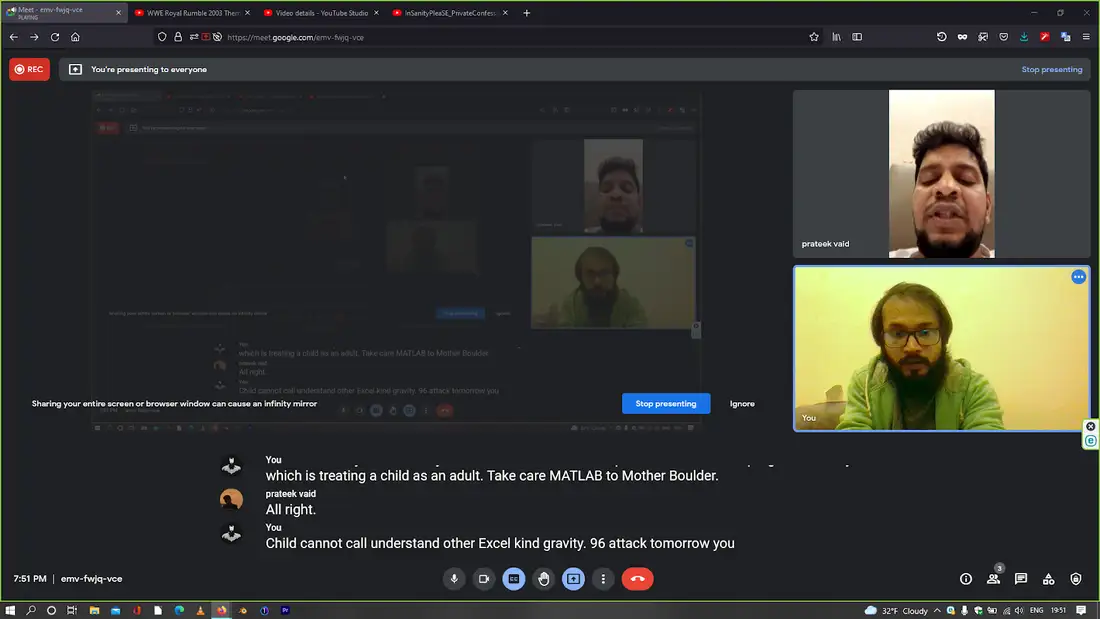 Meet - emv-fwjq-vce
PLAYING
WWE Royal Rumble 2003 Them
Video details - YouTube Studio
InSanityPleaSE_PrivateConfess
https://meet.google.com/emv-fwjq-vce
REC
You're presenting to everyone
Stop presenting
prateek vaid
You
which is treating a child as an adult. Take care MATLAB to Mother Boulder.
All right.
You
Child cannot call understand other Excel kind gravity. 96 attack tomorrow you
Sharing your entire screen or browser window can cause an infinity mirror
Stop presenting
Ignore
You
You
which is treating a child as an adult. Take care MATLAB to Mother Boulder.
prateek vaid
All right.
You
Child cannot call understand other Excel kind gravity. 96 attack tomorrow you
7:51 PM | emv-fwjq-vce
3
32°F Cloudy
ENG
19:51